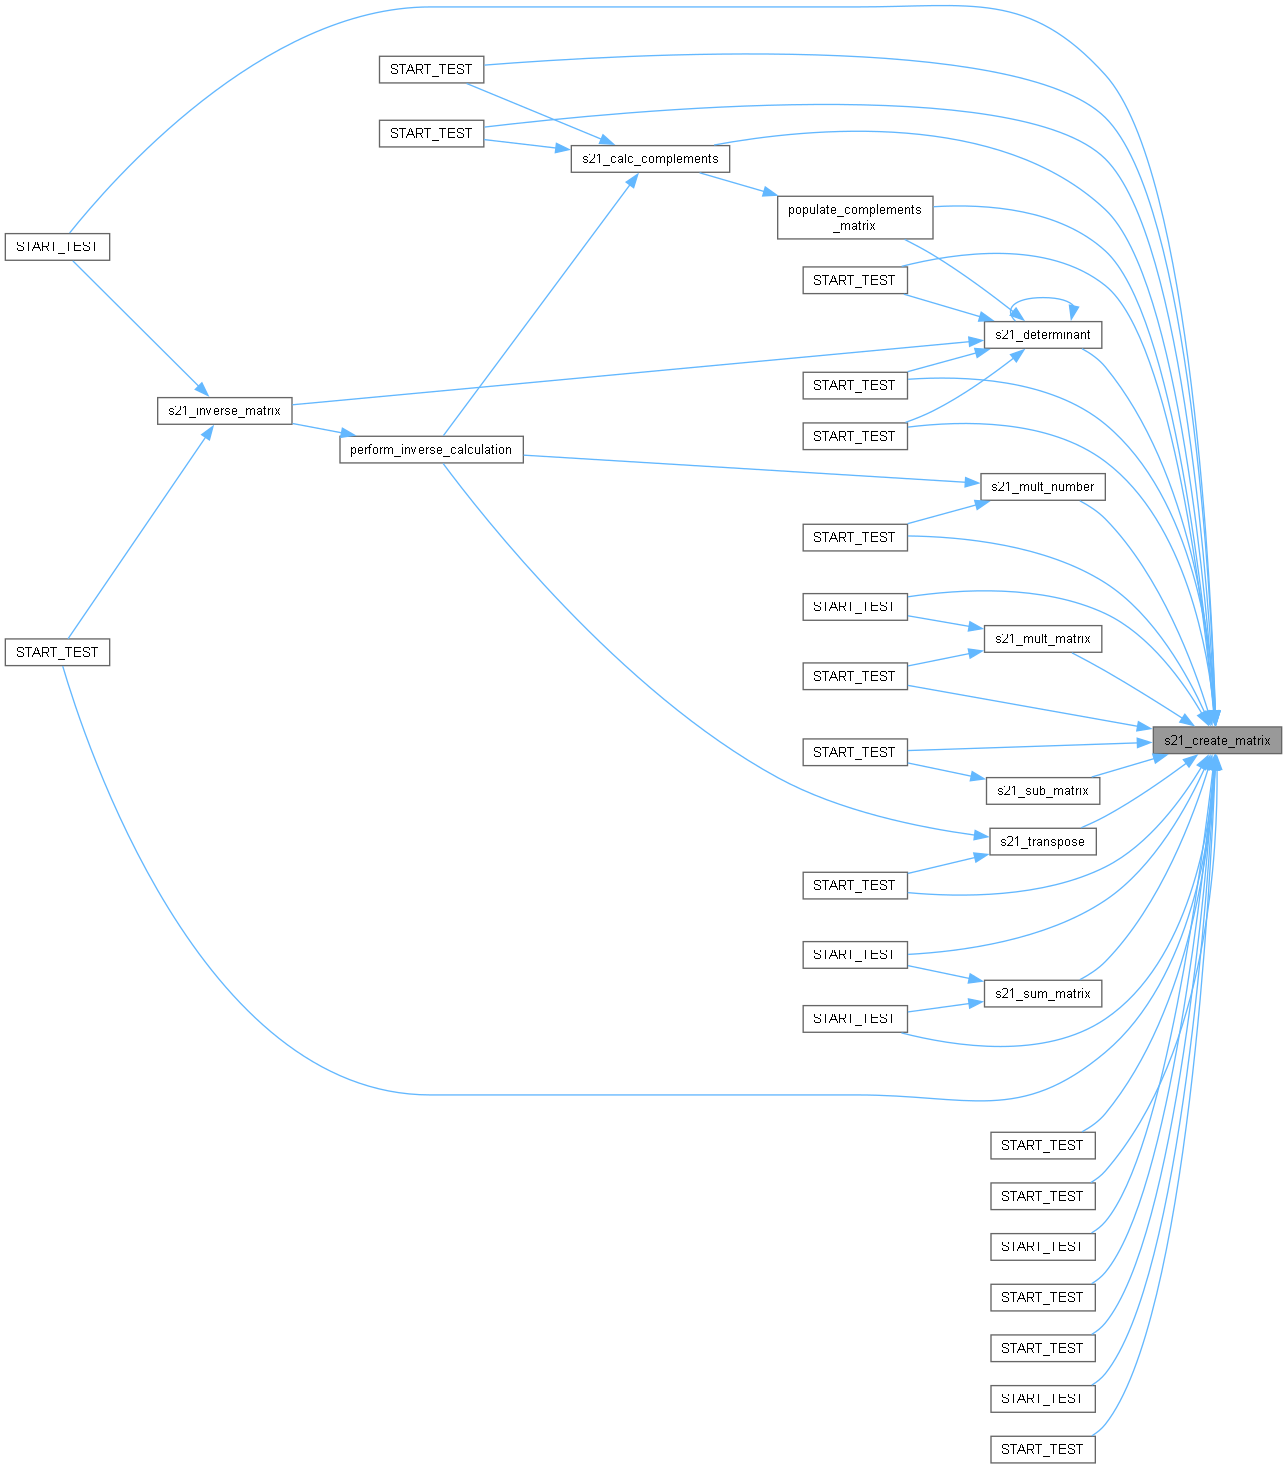 START_TEST
START_TEST
s21_calc_complements
populate_complements
_matrix
START_TEST
START_TEST
s21_determinant
START_TEST
s21_inverse_matrix
START_TEST
perform_inverse_calculation
s21_mult_number
START_TEST
START_TEST
s21_mult_matrix
START_TEST
START_TEST
s21_create_matrix
START_TEST
s21_sub_matrix
s21_transpose
START_TEST
START_TEST
s21_sum_matrix
START_TEST
START_TEST
START_TEST
START_TEST
START_TEST
START_TEST
START_TEST
START_TEST